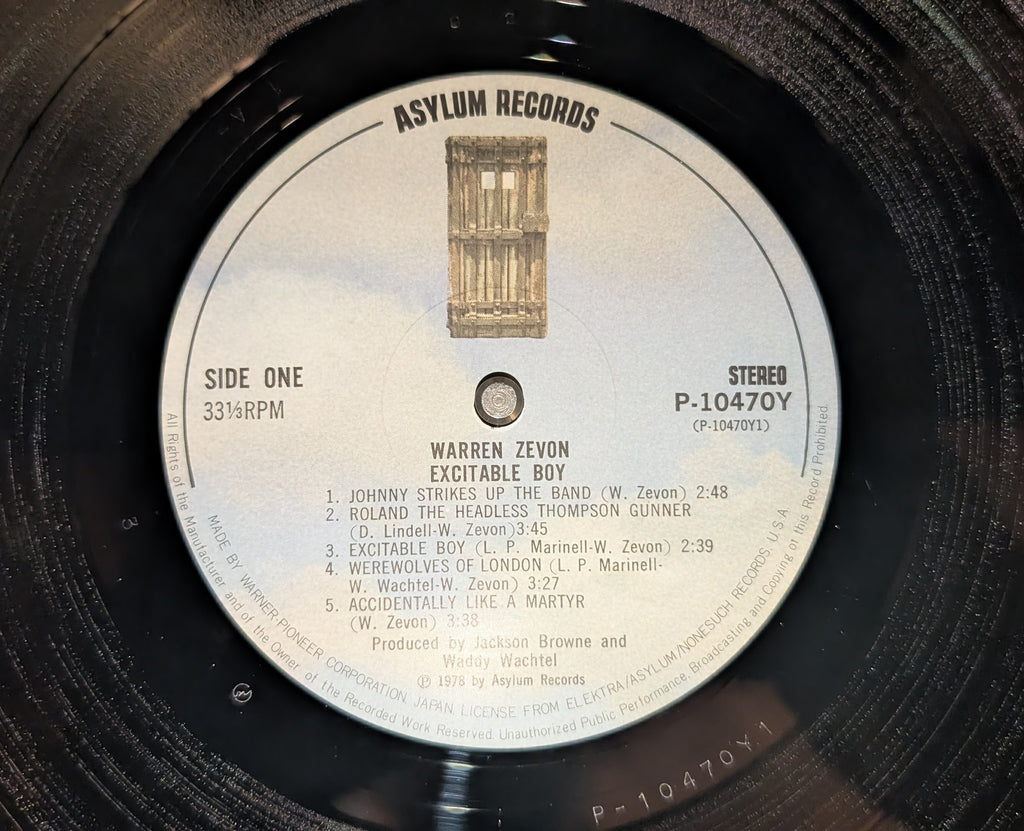 ASYLUM RECORDS
SIDE ONE
33⅓RPM
STEREO
P-10470Y
(P-10470Y1)
WARREN ZEVON
EXCITABLE BOY
1. JOHNNY STRIKES UP THE BAND (W. Zevon) 2:48
2. ROLAND THE HEADLESS THOMPSON GUNNER
(D. Lindell-W. Zevon)3:45
3. EXCITABLE BOY (L. P. Marinell-W. Zevon) 2:39
4. WEREWOLVES OF LONDON (L. P. Marinell-
W. Wachtel-W. Zevon) 3:27
5. ACCIDENTALLY LIKE A MARTYR
(W. Zevon) 3:38
Produced by Jackson Browne and
Waddy Wachtel
℗ 1978 by Asylum Records
MADE BY WARNER-PIONEER CORPORATION, JAPAN, LICENSE FROM ELEKTRA/ASYLUM/NONESUCH RECORDS, U.S.A.
All Rights of the Manufacturer and of the Owner of the Recorded Work Reserved. Unauthorized Public Performance, Broadcasting and Copying of this Record Prohibited.
P-10470Y1